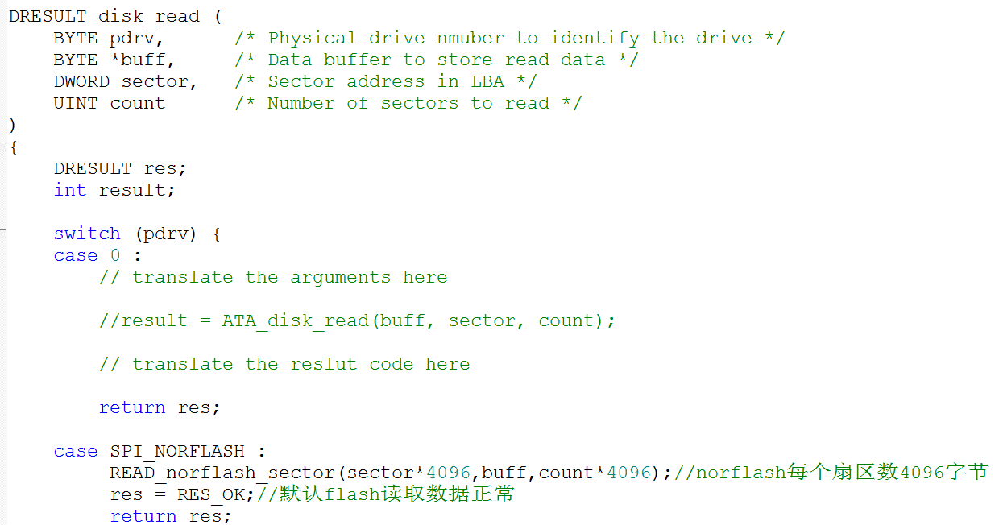 DRESULT disk_read (
    BYTE pdrv,      /* Physical drive nmuber to identify the drive */
    BYTE *buff,     /* Data buffer to store read data */
    DWORD sector,   /* Sector address in LBA */
    UINT count      /* Number of sectors to read */
)
{
    DRESULT res;
    int result;
    switch (pdrv) {
    case 0 :
        // translate the arguments here
        //result = ATA_disk_read(buff, sector, count);
        // translate the reslut code here
        return res;
    case SPI_NORFLASH :
         READ_norflash_sector(sector*4096,buff,count*4096);//norflash每个扇区数4096字节
         res = RES_OK;//默认flash读取数据正常
         return res;